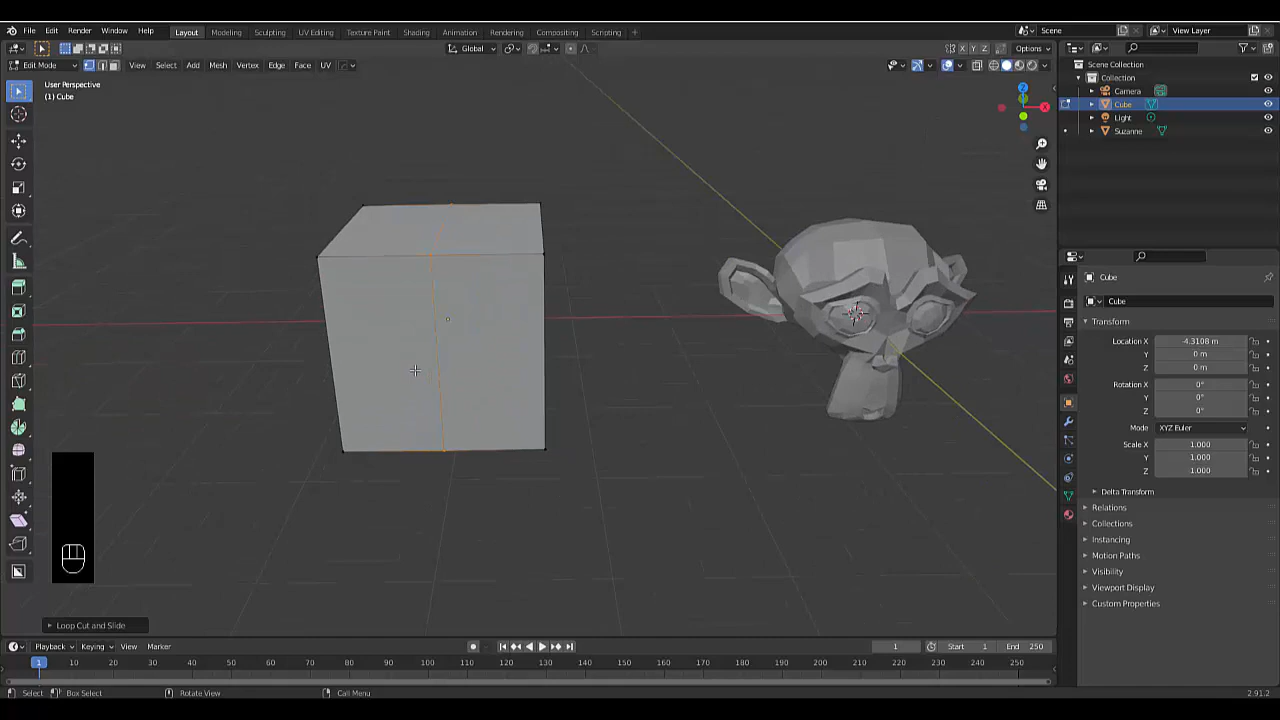 File Edit Render Window Help Layout Modeling Sculpting UV Editing Texture Paint Shading Animation Rendering Compositing Scripting + Scene View Layer
Global X Y Z Options
Edit Mode View Select Add Mesh Vertex Edge Face UV
User Perspective
(1) Cube
Scene Collection
Collection
Camera
Cube
Light
Suzanne
Z
X
Cube
Cube
Transform
Location X -4.3108 m
Y 0 m
Z 0 m
Rotation X 0°
Y 0°
Z 0°
Mode XYZ Euler
Scale X 1.000
Y 1.000
Z 1.000
Delta Transform
Relations
Collections
Instancing
Motion Paths
Visibility
Viewport Display
Custom Properties
Loop Cut and Slide
Playback Keying View Marker 1 Start 1 End 250
1 10 20 30 40 50 60 70 80 90 100 110 120 130 140 150 160 170 180 190 200 210 220 230 240 250
Select Box Select Rotate View Call Menu 2.91.2